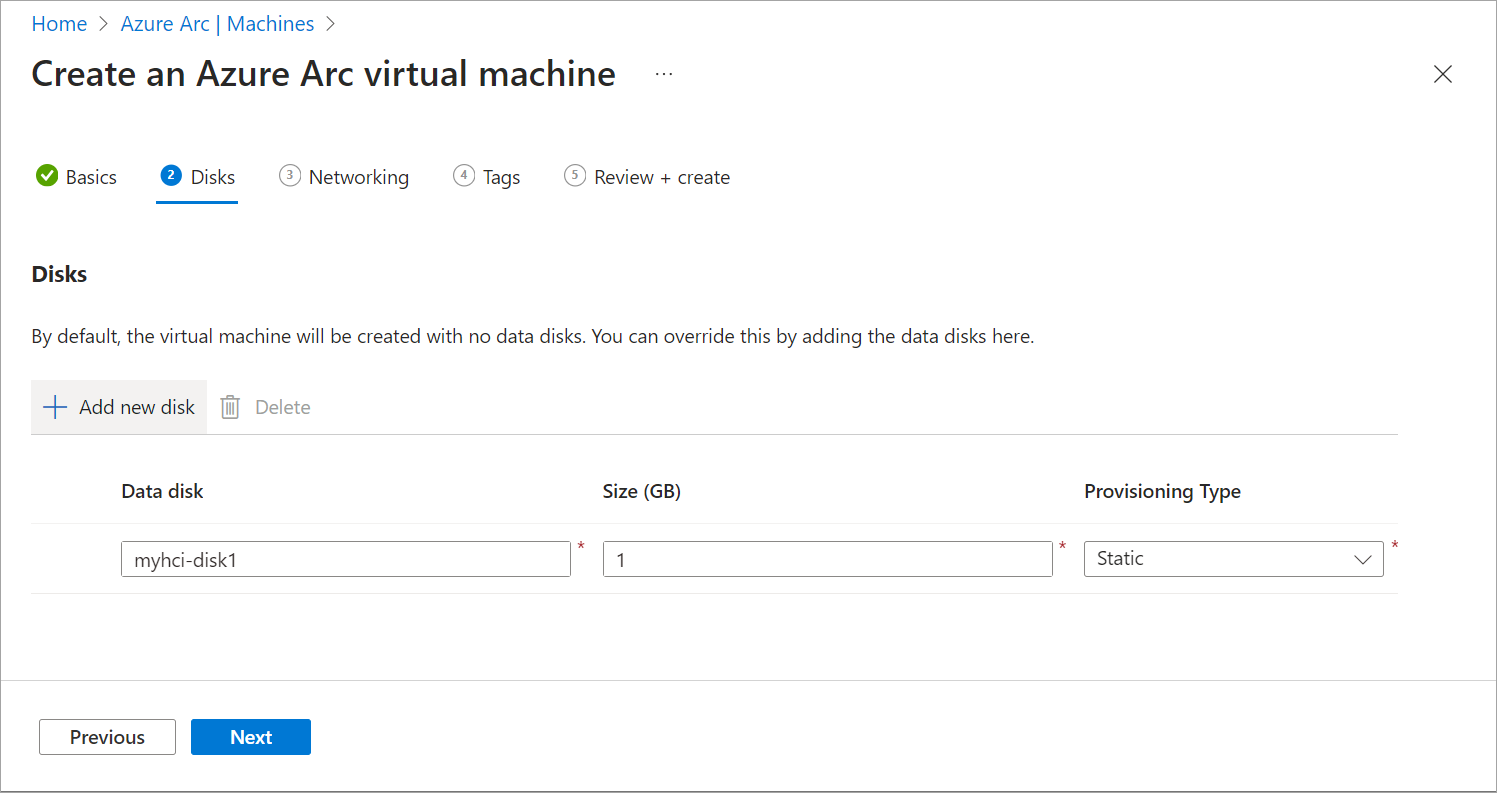 Home > Azure Arc | Machines >
Create an Azure Arc virtual machine ...
Basics 2 Disks 3 Networking 4 Tags 5 Review + create
Disks
By default, the virtual machine will be created with no data disks. You can override this by adding the data disks here.
Add new disk Delete
Data disk Size (GB) Provisioning Type
myhci-disk1 * 1 * Static *
Previous Next